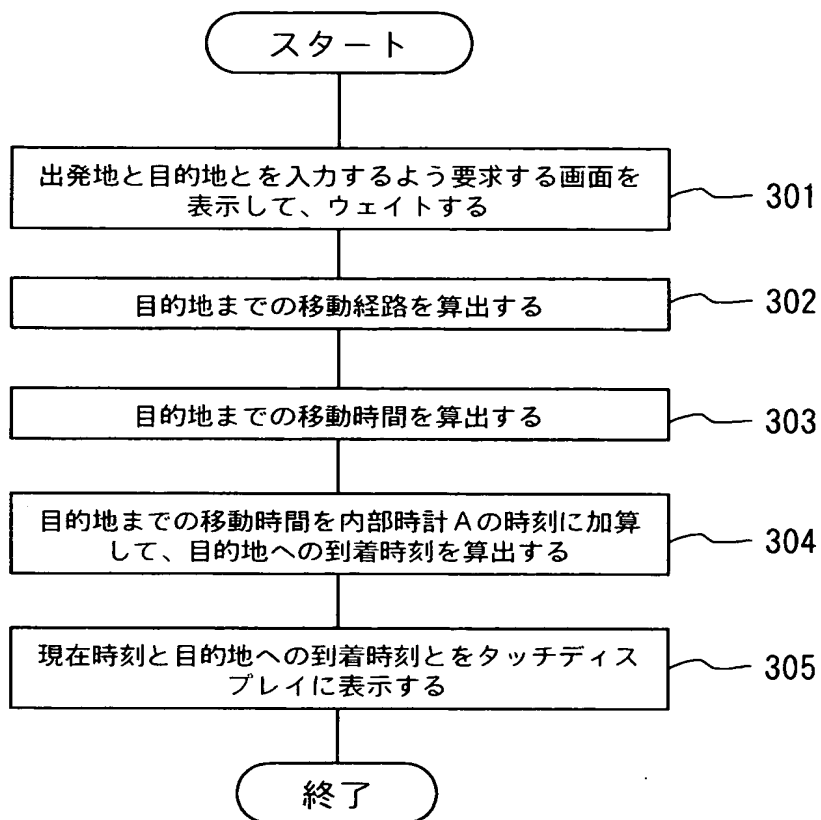 スタート
出発地と目的地とを入力するよう要求する画面を
表示して、ウェイトする
301
目的地までの移動経路を算出する
302
目的地までの移動時間を算出する
303
目的地までの移動時間を内部時計Aの時刻に加算
して、目的地への到着時刻を算出する
304
現在時刻と目的地への到着時刻とをタッチディス
プレイに表示する
305
終了